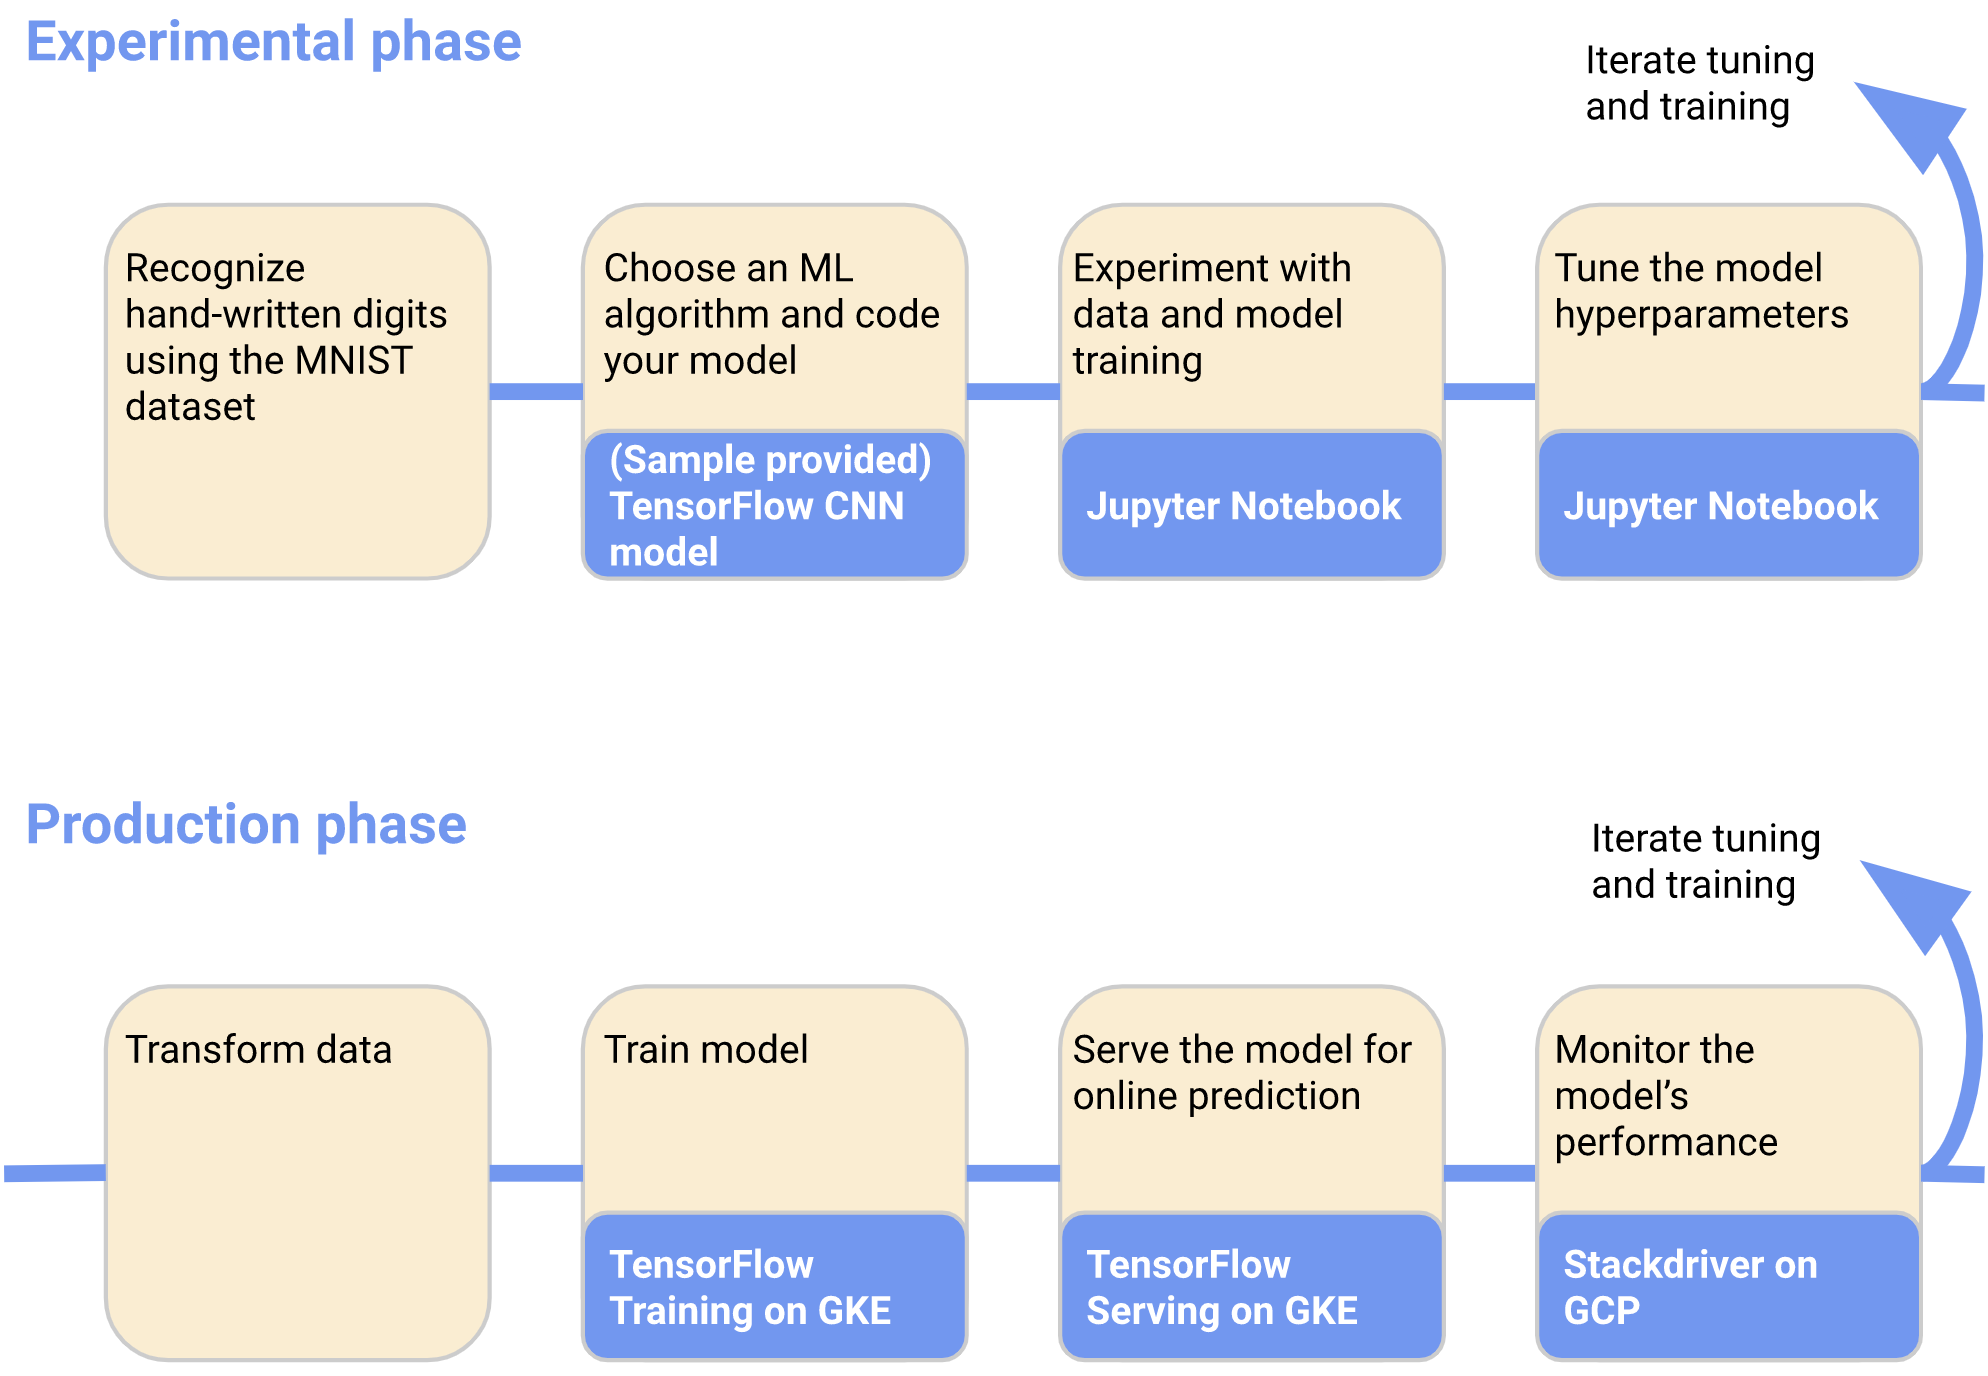 Experimental phase
Iterate tuning
and training
Recognize
hand-written digits
using the MNIST
dataset
Choose an ML
algorithm and code
your model
(Sample provided)
TensorFlow CNN
model
Experiment with
data and model
training
Jupyter Notebook
Tune the model
hyperparameters
Jupyter Notebook
Production phase
Iterate tuning
and training
Transform data
Train model
TensorFlow
Training on GKE
Serve the model for
online prediction
TensorFlow
Serving on GKE
Monitor the
model’s
performance
Stackdriver on
GCP